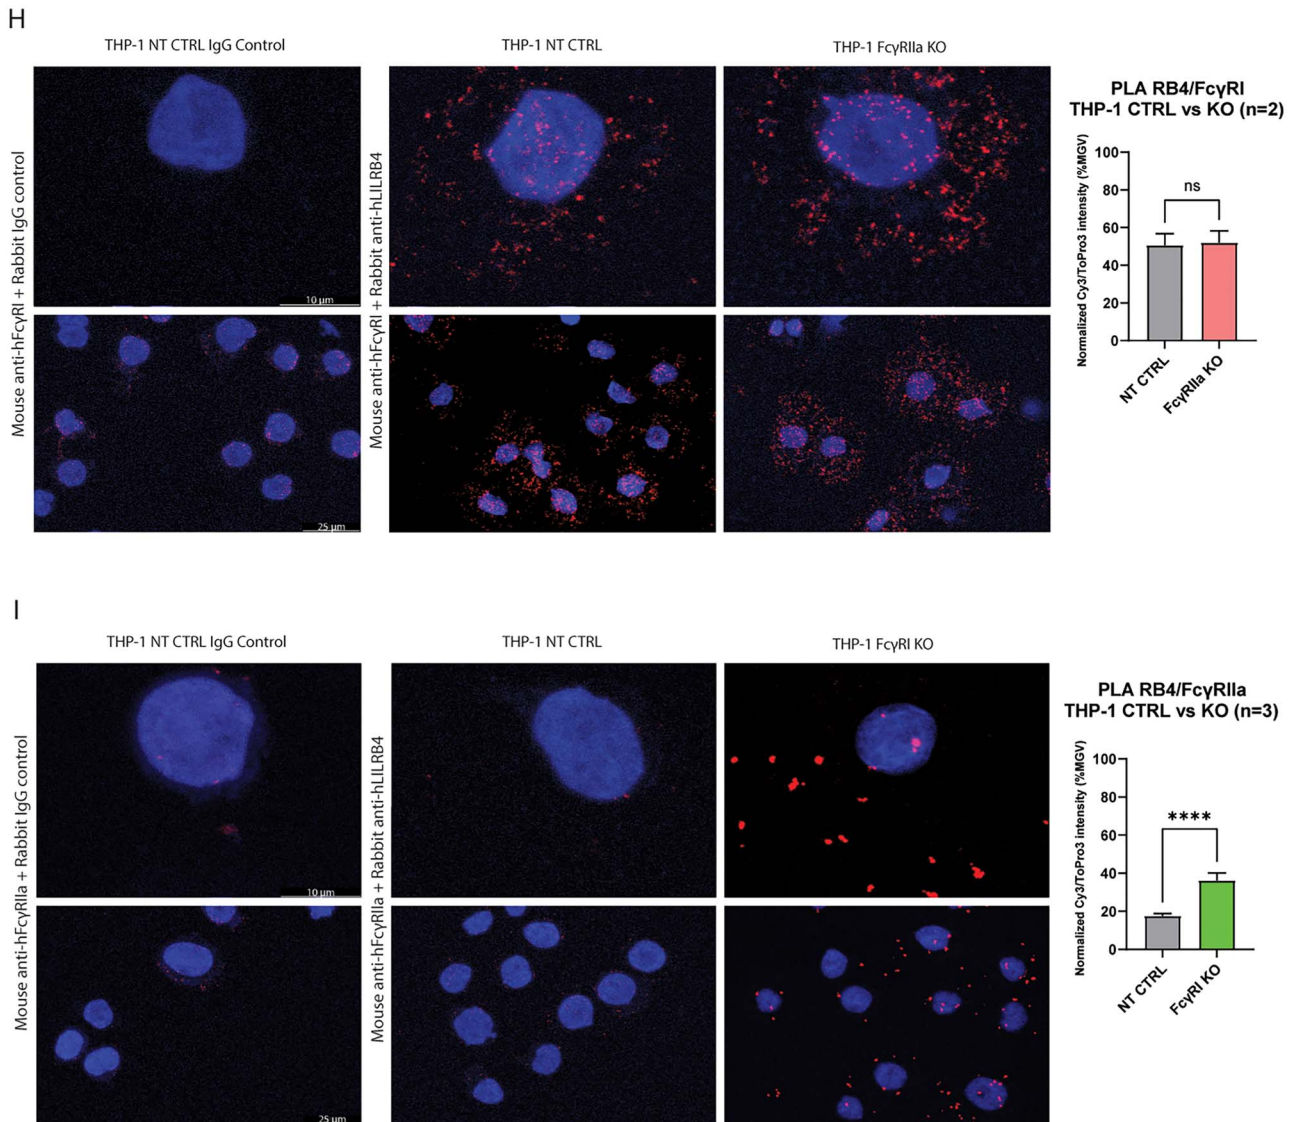 H
THP-1 NT CTRL IgG Control
THP-1 NT CTRL
THP-1 FcγRIIa KO
Mouse anti-hFcγRI + Rabbit IgG control
Mouse anti-hFcγRI + Rabbit anti-hLILRB4
10 µm
25 µm
PLA RB4/FcγRI
THP-1 CTRL vs KO (n=2)
Normalized Cy3/ToPro3 intensity (%MGV)
100
80
60
40
20
0
ns
NT CTRL
FcγRIIa KO
I
THP-1 NT CTRL IgG Control
THP-1 NT CTRL
THP-1 FcγRI KO
Mouse anti-hFcγRIIa + Rabbit IgG control
Mouse anti-hFcγRIIa + Rabbit anti-hLILRB4
10 µm
25 µm
PLA RB4/FcγRIIa
THP-1 CTRL vs KO (n=3)
Normalized Cy3/ToPro3 intensity (%MGV)
100
80
60
40
20
0
****
NT CTRL
FcγRI KO